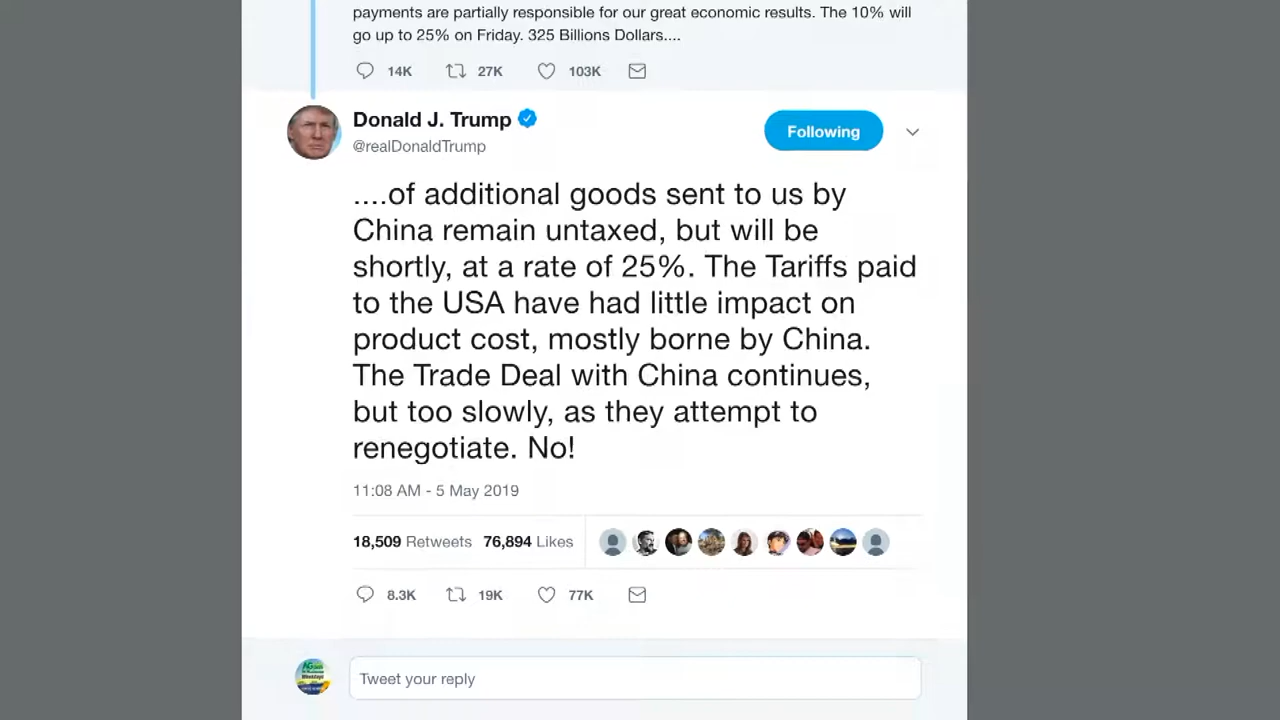 payments are partially responsible for our great economic results. The 10% will
go up to 25% on Friday. 325 Billions Dollars....
14K 27K 103K
Donald J. Trump
@realDonaldTrump
Following
....of additional goods sent to us by
China remain untaxed, but will be
shortly, at a rate of 25%. The Tariffs paid
to the USA have had little impact on
product cost, mostly borne by China.
The Trade Deal with China continues,
but too slowly, as they attempt to
renegotiate. No!
11:08 AM - 5 May 2019
18,509 Retweets 76,894 Likes
8.3K 19K 77K
Tweet your reply